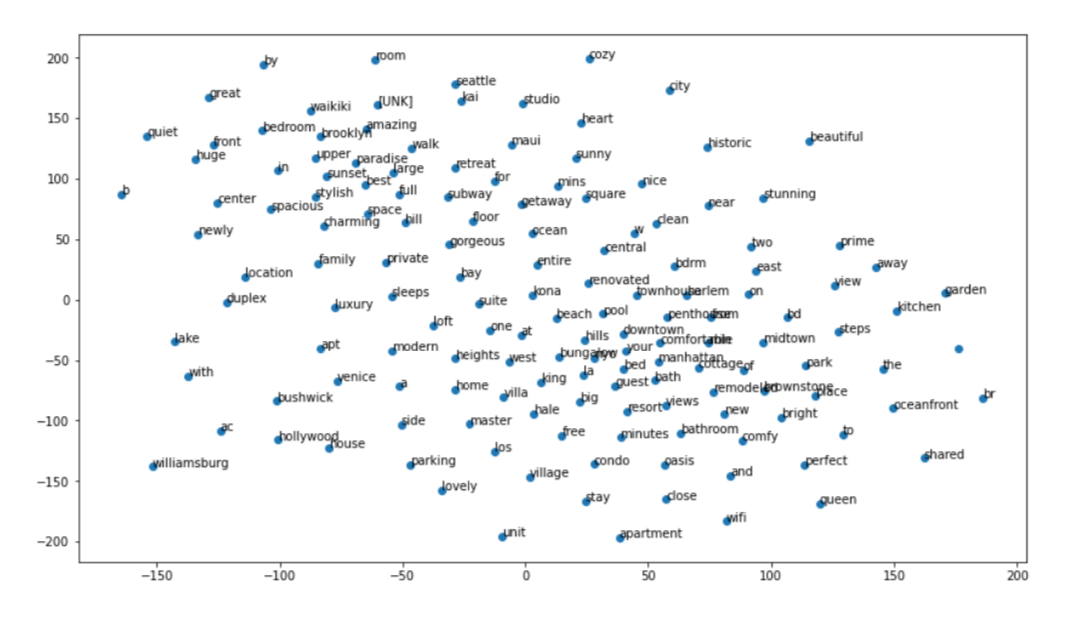 200
150
100
50
0
−50
−100
−150
−200
−150
−100
−50
0
50
100
150
200
by
room
cozy
seattle
city
great
kai
studio
[UNK]
waikiki
heart
quiet
bedroom
brooklyn
amazing
beautiful
front
walk
maui
historic
huge
upper
paradise
sunny
in
large
retreat
sunset
best
for
mins
nice
b
center
stylish
full
subway
getaway
square
near
stunning
spacious
space
charming
hill
floor
clean
newly
ocean
w
gorgeous
central
two
prime
family
private
entire
bdrm
east
away
location
bay
renovated
view
sleeps
kona
townhouse
harlem
on
garden
duplex
luxury
suite
kitchen
pool
beach
penthouse
bd
loft
one
at
downtown
steps
lake
hills
comfortable
midtown
apt
modern
your
bungalow
heights
west
manhattan
cottage
of
park
the
with
bed
la
venice
a
king
bath
home
guest
villa
remodeled
brownstone
place
br
bushwick
big
views
oceanfront
hale
resort
new
bright
side
master
ac
free
minutes
bathroom
comfy
to
hollywood
house
los
williamsburg
parking
condo
oasis
perfect
shared
village
and
lovely
stay
close
queen
unit
apartment
wifi